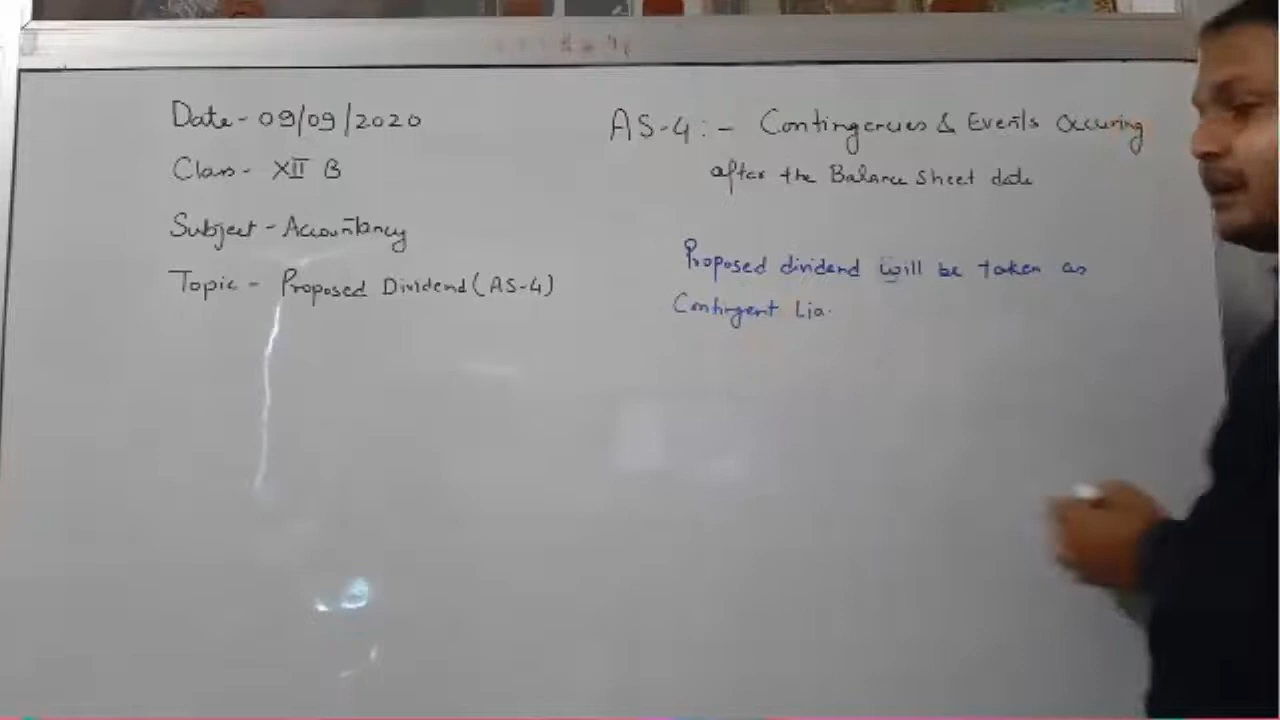 Date - 09/09/2020
Class - XII B
Subject - Accountancy
Topic - Proposed Dividend (AS-4)
AS-4 :- Contingencies & Events Occuring
after the Balance Sheet date
Proposed dividend will be taken as
Contingent Lia.